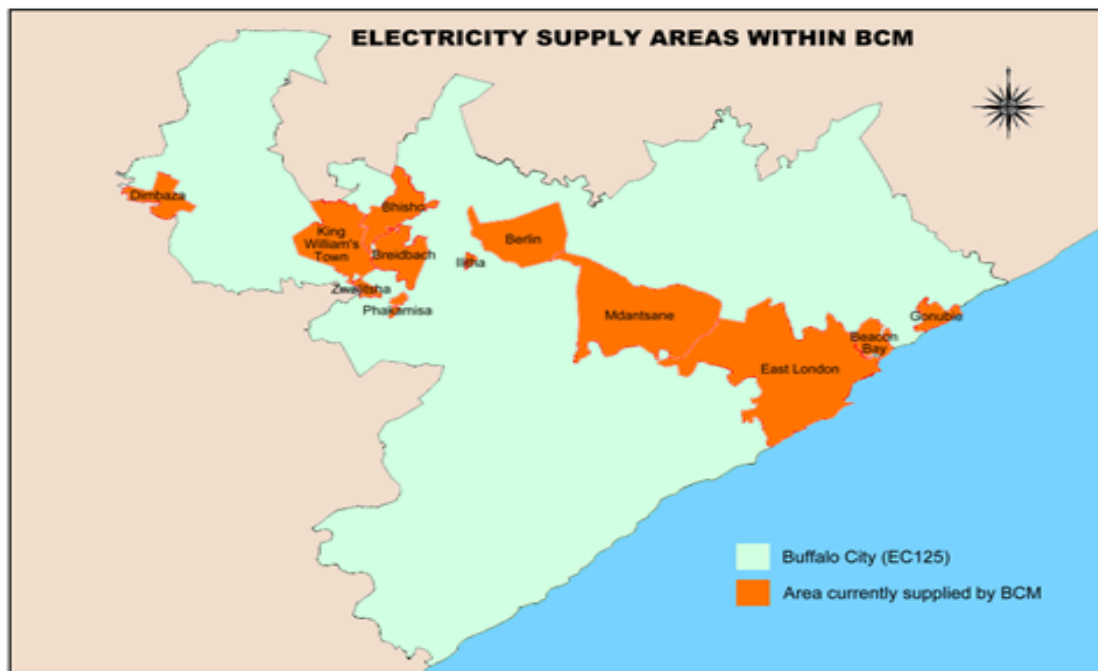 ELECTRICITY SUPPLY AREAS WITHIN BCM
Dimbaza
Bhisho
King
William's
Town
Breidbach
Berlin
Ilitha
Zwelitsha
Phakamisa
Mdantsane
Gonubie
Beacon
Bay
East London
Buffalo City (EC125)
Area currently supplied by BCM